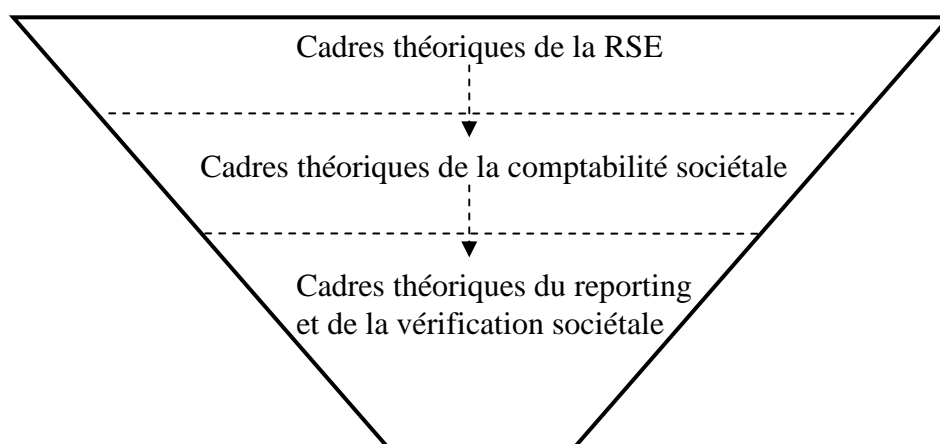 Cadres théoriques de la RSE
Cadres théoriques de la comptabilité sociétale
Cadres théoriques du reporting
et de la vérification sociétale